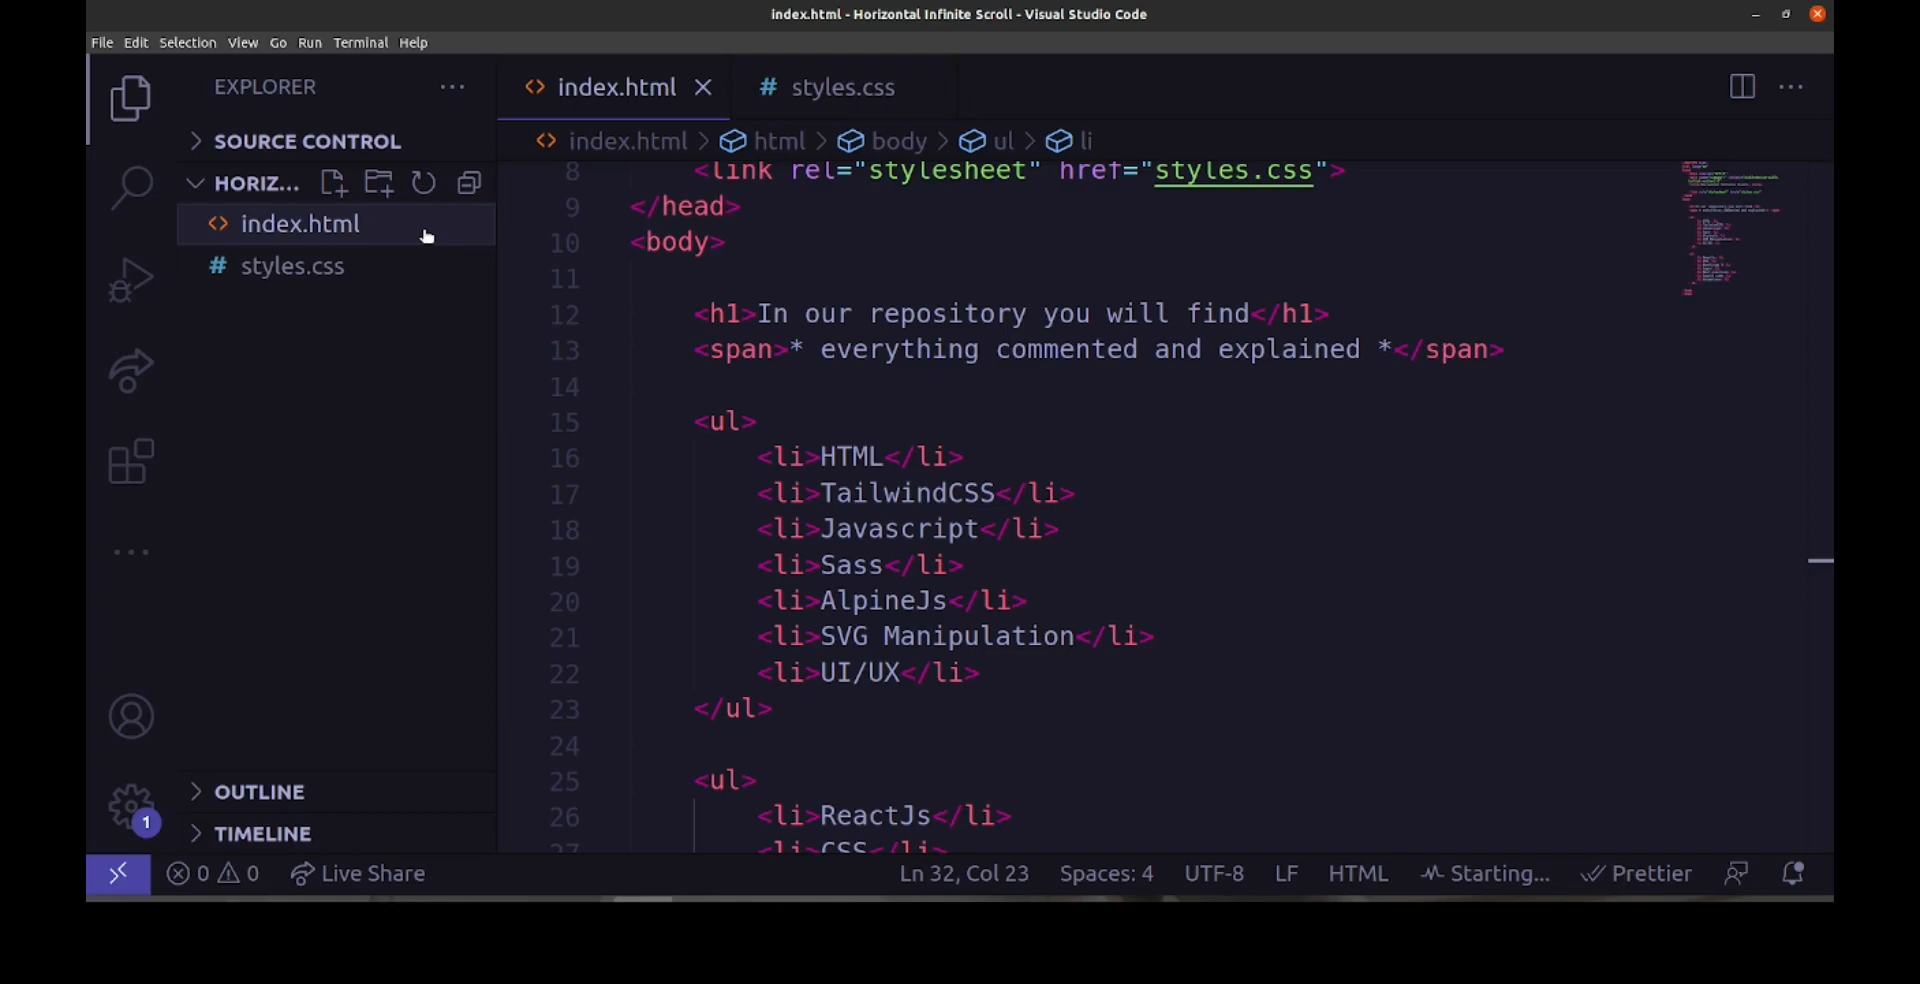 index.html - Horizontal Infinite Scroll - Visual Studio Code
File Edit Selection View Go Run Terminal Help
EXPLORER
SOURCE CONTROL
HORIZ...
index.html
styles.css
index.html
styles.css
index.html > html > body > ul > li
8 <link rel="stylesheet" href="styles.css">
9 </head>
10 <body>
11
12 <h1>In our repository you will find</h1>
13 <span>* everything commented and explained *</span>
14
15 <ul>
16 <li>HTML</li>
17 <li>TailwindCSS</li>
18 <li>Javascript</li>
19 <li>Sass</li>
20 <li>AlpineJs</li>
21 <li>SVG Manipulation</li>
22 <li>UI/UX</li>
23 </ul>
24
25 <ul>
26 <li>ReactJs</li>
27 <li>CSS</li>
OUTLINE
TIMELINE
1
0 0 Live Share Ln 32, Col 23 Spaces: 4 UTF-8 LF HTML Starting... Prettier